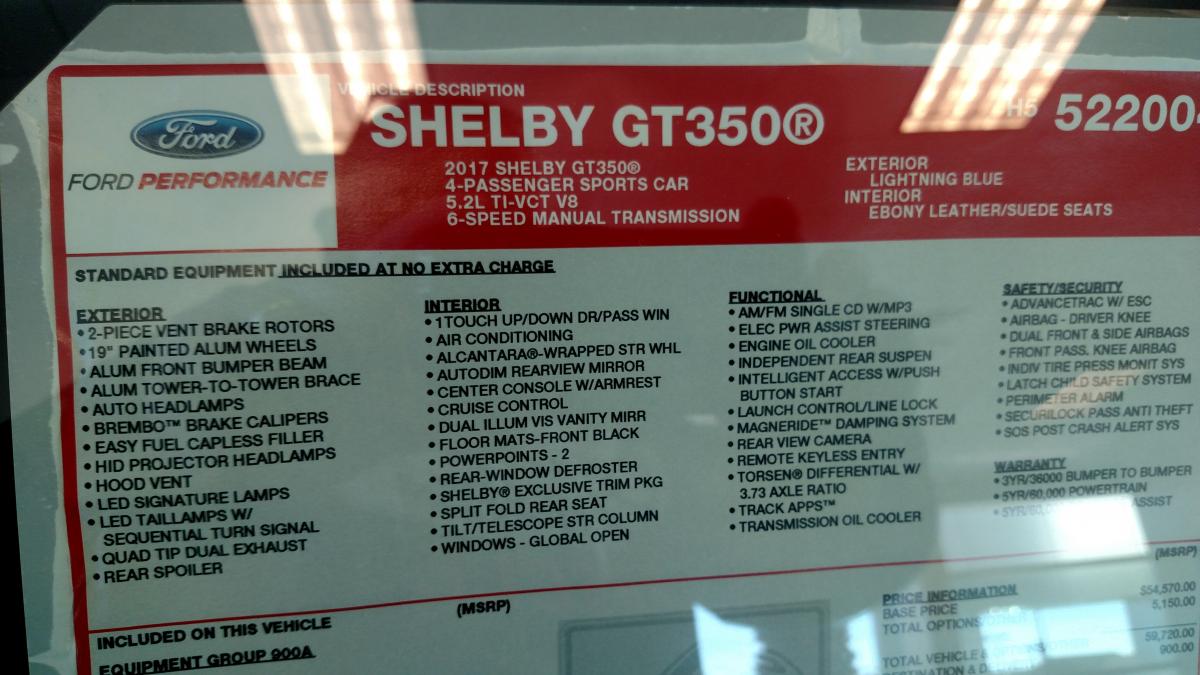 Ford
FORD PERFORMANCE
VEHICLE DESCRIPTION
SHELBY GT350®
2017 SHELBY GT350®
4-PASSENGER SPORTS CAR
5.2L TI-VCT V8
6-SPEED MANUAL TRANSMISSION
H5 52200
EXTERIOR
LIGHTNING BLUE
INTERIOR
EBONY LEATHER/SUEDE SEATS
STANDARD EQUIPMENT INCLUDED AT NO EXTRA CHARGE
EXTERIOR
• 2-PIECE VENT BRAKE ROTORS
• 19" PAINTED ALUM WHEELS
• ALUM FRONT BUMPER BEAM
• ALUM TOWER-TO-TOWER BRACE
• AUTO HEADLAMPS
• BREMBO™ BRAKE CALIPERS
• EASY FUEL CAPLESS FILLER
• HID PROJECTOR HEADLAMPS
• HOOD VENT
• LED SIGNATURE LAMPS
• LED TAILLAMPS W/
SEQUENTIAL TURN SIGNAL
• QUAD TIP DUAL EXHAUST
• REAR SPOILER
INTERIOR
• 1TOUCH UP/DOWN DR/PASS WIN
• AIR CONDITIONING
• ALCANTARA®-WRAPPED STR WHL
• AUTODIM REARVIEW MIRROR
• CENTER CONSOLE W/ARMREST
• CRUISE CONTROL
• DUAL ILLUM VIS VANITY MIRR
• FLOOR MATS-FRONT BLACK
• POWERPOINTS - 2
• REAR-WINDOW DEFROSTER
• SHELBY® EXCLUSIVE TRIM PKG
• SPLIT FOLD REAR SEAT
• TILT/TELESCOPE STR COLUMN
• WINDOWS - GLOBAL OPEN
FUNCTIONAL
• AM/FM SINGLE CD W/MP3
• ELEC PWR ASSIST STEERING
• ENGINE OIL COOLER
• INDEPENDENT REAR SUSPEN
• INTELLIGENT ACCESS W/PUSH
BUTTON START
• LAUNCH CONTROL/LINE LOCK
• MAGNERIDE™ DAMPING SYSTEM
• REAR VIEW CAMERA
• REMOTE KEYLESS ENTRY
• TORSEN® DIFFERENTIAL W/
3.73 AXLE RATIO
• TRACK APPS™
• TRANSMISSION OIL COOLER
SAFETY/SECURITY
• ADVANCETRAC W/ ESC
• AIRBAG - DRIVER KNEE
• DUAL FRONT & SIDE AIRBAGS
• FRONT PASS. KNEE AIRBAG
• INDIV TIRE PRESS MONIT SYS
• LATCH CHILD SAFETY SYSTEM
• PERIMETER ALARM
• SECURILOCK PASS ANTI THEFT
• SOS POST CRASH ALERT SYS
WARRANTY
• 3YR/36000 BUMPER TO BUMPER
• 5YR/60,000 POWERTRAIN
• 5YR/60, ASSIST
INCLUDED ON THIS VEHICLE
(MSRP)
EQUIPMENT GROUP 900A
(MSRP)
PRICE INFORMATION
BASE PRICE $54,570.00
TOTAL OPTIONS/OTHER 5,150.00
TOTAL VEHICLE & OPTIONS/OTHER 59,720.00
DESTINATION & 900.00